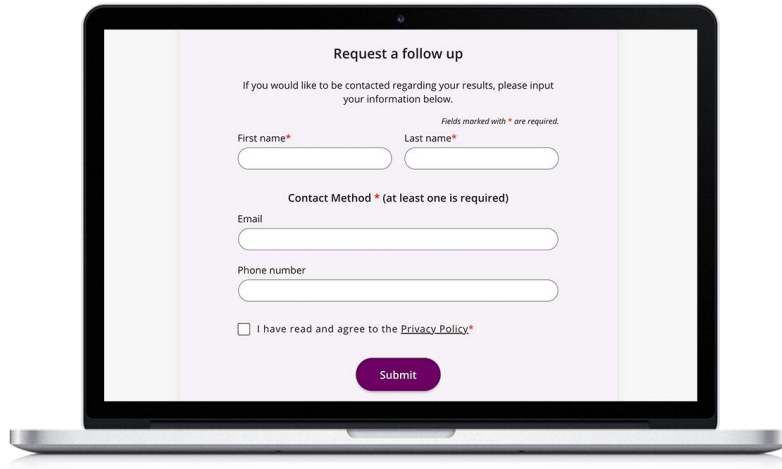 Request a follow up
If you would like to be contacted regarding your results, please input
your information below.
Fields marked with * are required.
First name*
Last name*
Contact Method * (at least one is required)
Email
Phone number
I have read and agree to the Privacy Policy*
Submit